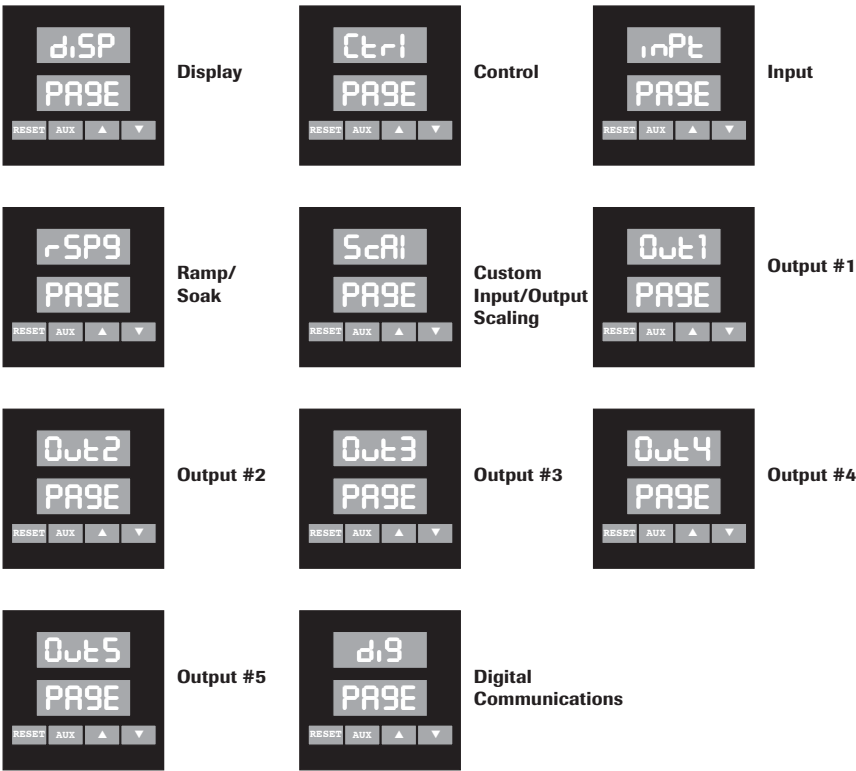 diSP
PAgE
RESET AUX ▲ ▼
Display
Ctrl
PAgE
RESET AUX ▲ ▼
Control
inPt
PAgE
RESET AUX ▲ ▼
Input
rSPg
PAgE
RESET AUX ▲ ▼
Ramp/
Soak
ScAl
PAgE
RESET AUX ▲ ▼
Custom
Input/Output
Scaling
Out1
PAgE
RESET AUX ▲ ▼
Output #1
Out2
PAgE
RESET AUX ▲ ▼
Output #2
Out3
PAgE
RESET AUX ▲ ▼
Output #3
Out4
PAgE
RESET AUX ▲ ▼
Output #4
Out5
PAgE
RESET AUX ▲ ▼
Output #5
dig
PAgE
RESET AUX ▲ ▼
Digital
Communications